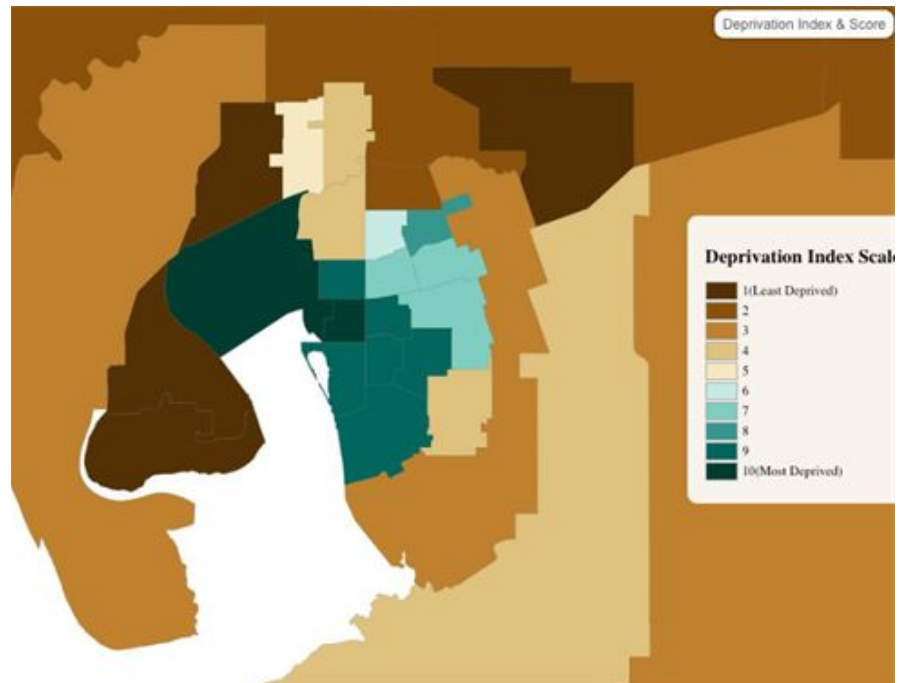 Deprivation Index & Score
Deprivation Index Scal
1(Least Deprived)
2
3
4
5
6
7
8
9
10(Most Deprived)